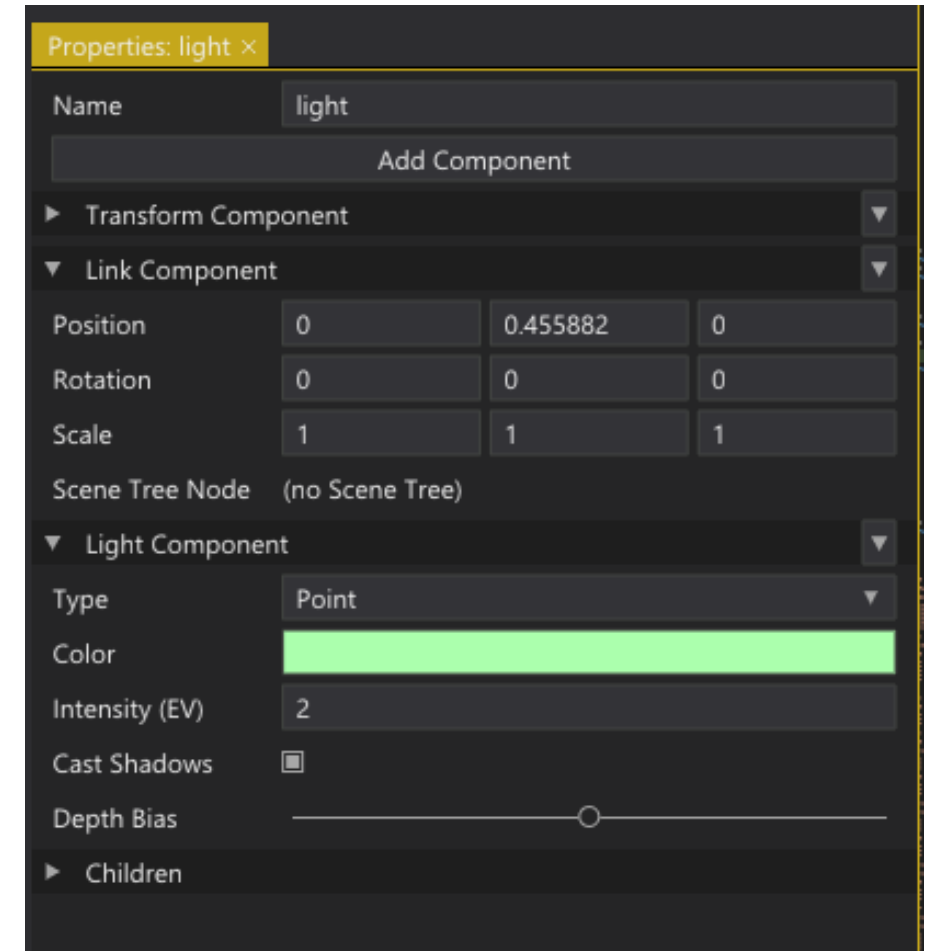 Properties: light ×
Name light
Add Component
Transform Component
Link Component
Position 0 0.455882 0
Rotation 0 0 0
Scale 1 1 1
Scene Tree Node (no Scene Tree)
Light Component
Type Point
Color
Intensity (EV) 2
Cast Shadows
Depth Bias
Children